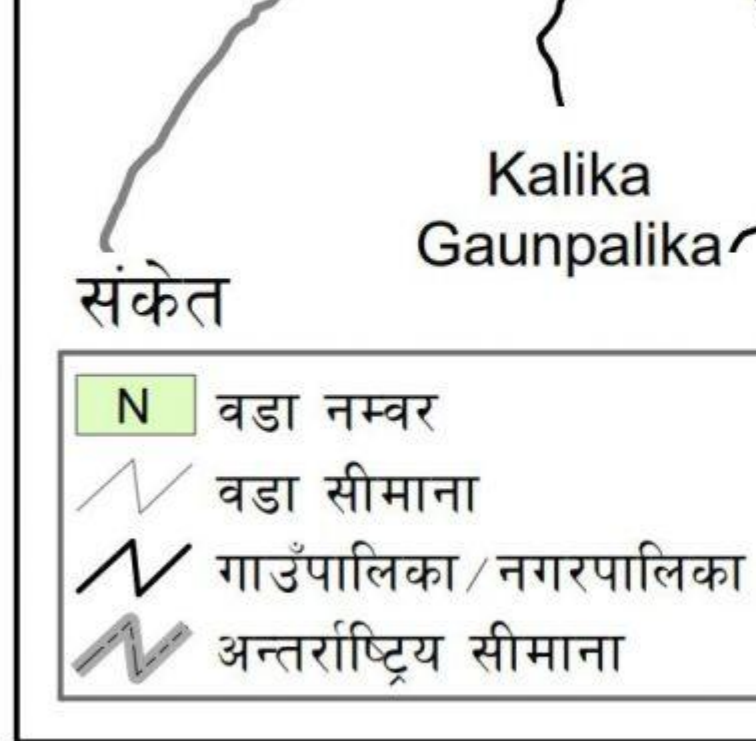 Kalika
Gaunpalika
संकेत
N वडा नम्वर
वडा सीमाना
गाउँपालिका/नगरपालिका
अन्तर्राष्ट्रिय सीमाना